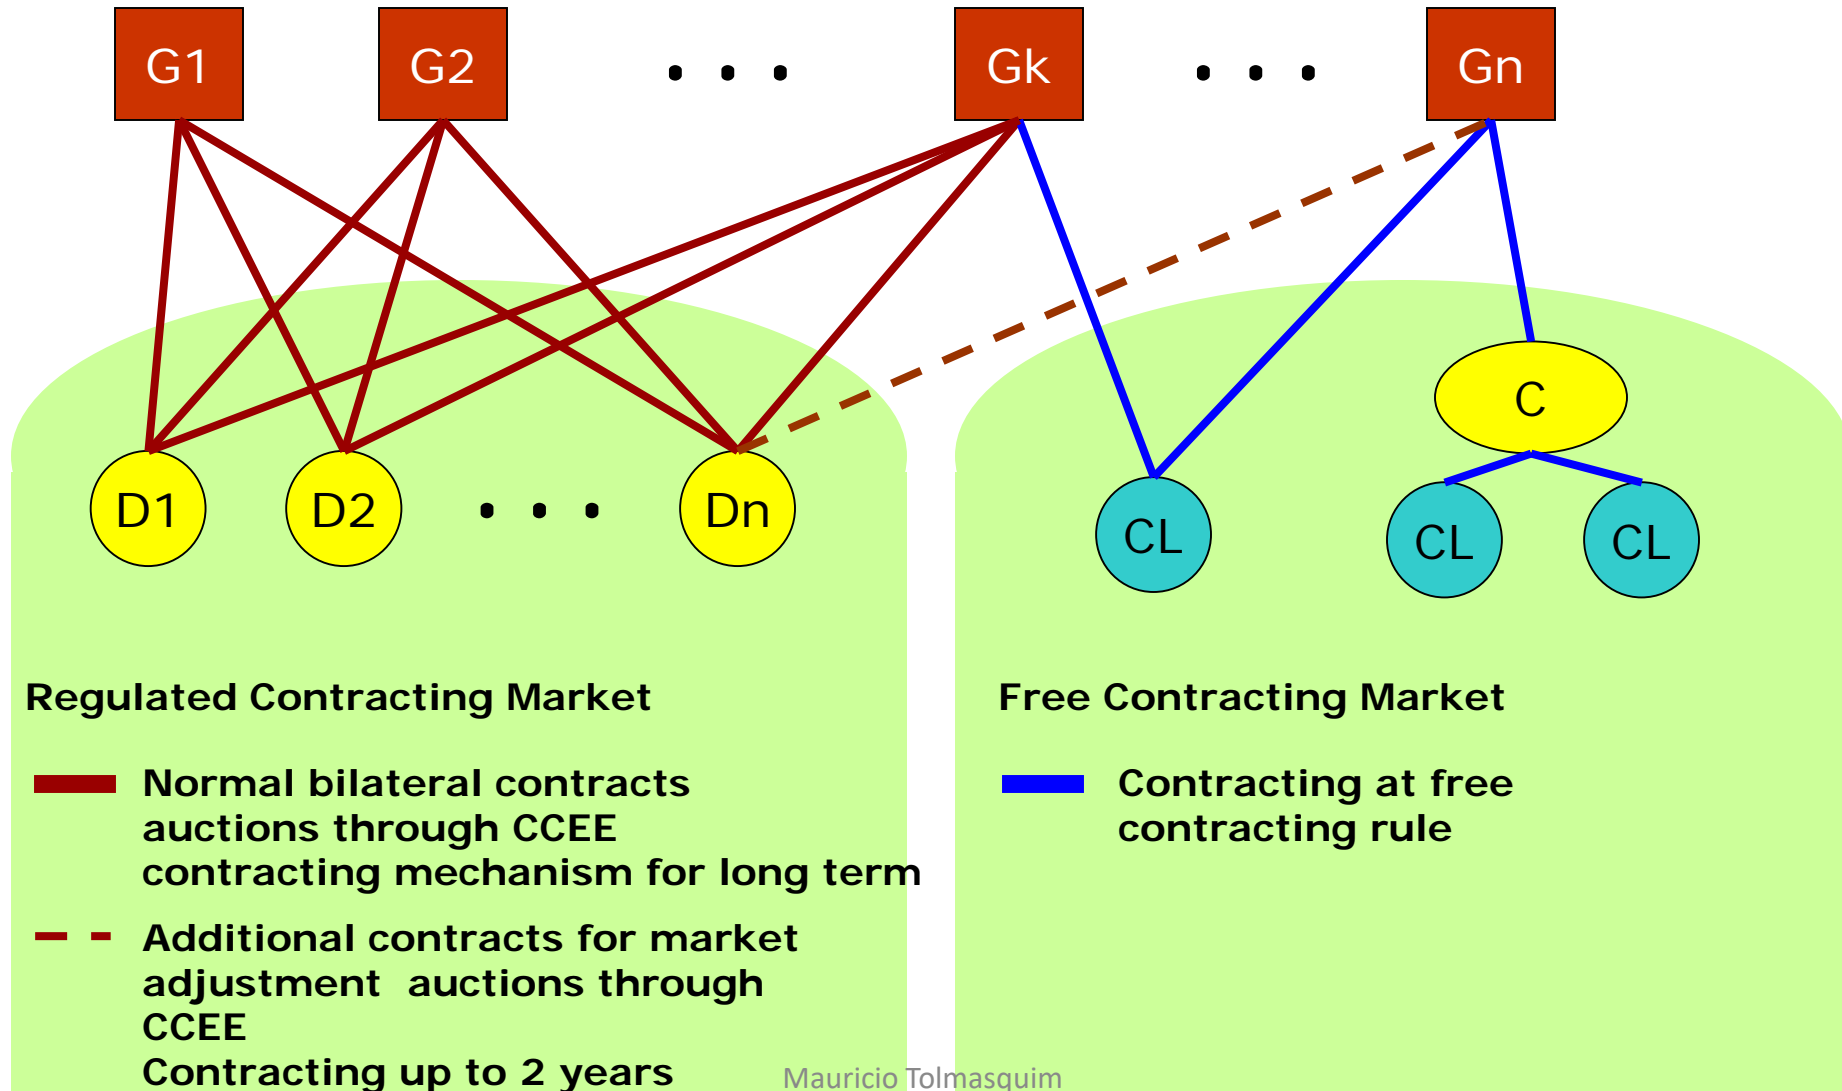 G1 G2 . . . Gk . . . Gn
C
D1 D2 . . . Dn CL CL CL
Regulated Contracting Market
Normal bilateral contracts
auctions through CCEE
contracting mechanism for long term
Additional contracts for market
adjustment auctions through
CCEE
Contracting up to 2 years
Free Contracting Market
Contracting at free
contracting rule
Mauricio Tolmasquim